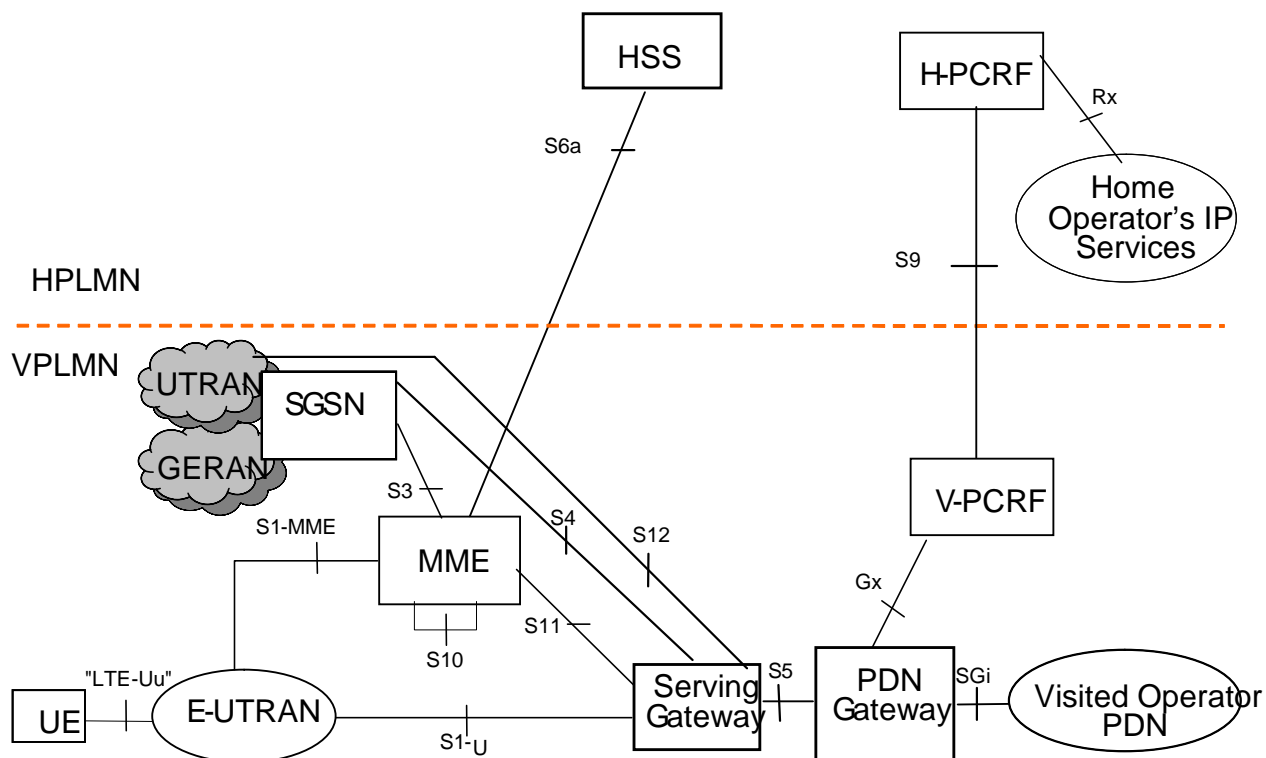 HSS
H-PCRF
Rx
S6a
Home
Operator's IP
Services
S9
HPLMN
VPLMN
UTRAN
SGSN
GERAN
S3
S4
S12
V-PCRF
S1-MME
MME
Gx
S11
S10
"LTE-Uu"
UE
E-UTRAN
S1-U
Serving
Gateway
S5
PDN
Gateway
SGi
Visited Operator
PDN